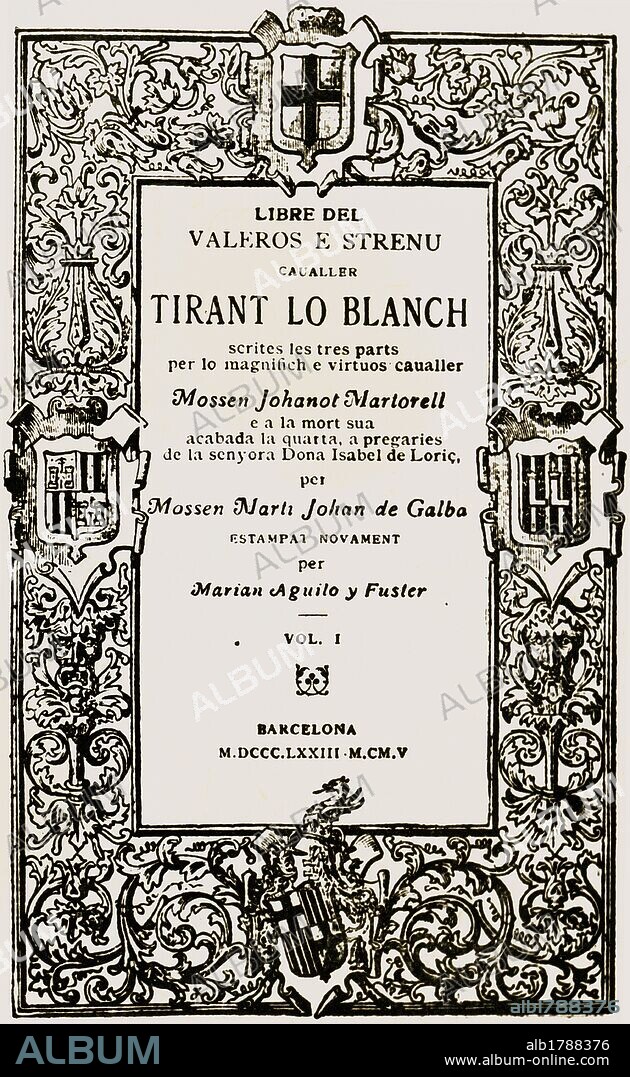 LIBRE DEL
VALEROS E STRENU
CAUALLER
TIRANT LO BLANCH
scrites les tres parts
per lo magnifich e virtuos caualler
Mossen Johanot Martorell
e a la mort sua
acabada la quarta, a pregaries
de la senyora Dona Isabel de Loriç,
per
Mossen Marti Johan de Galba
ESTAMPAT NOVAMENT
per
Marian Aguilo y Fuster
VOL. I
BARCELONA
M.DCCC.LXXIII-M.CM.V
alb1788376
ALBUM
alb1788376
www.album-online.com